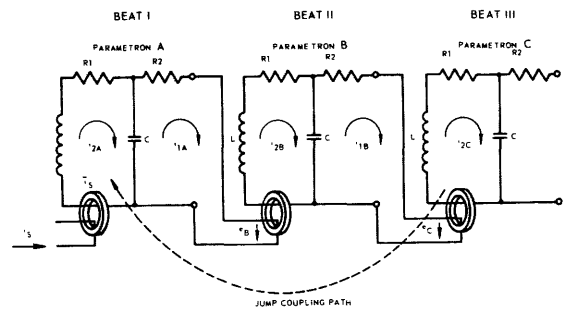 BEAT I
BEAT II
BEAT III
PARAMETRON A
PARAMETRON B
PARAMETRON C
R1
R2
R1
R2
R1
R2
C
L
C
L
C
i2A
i1A
i2B
i1B
i2C
iS
iS
eB
eC
JUMP COUPLING PATH